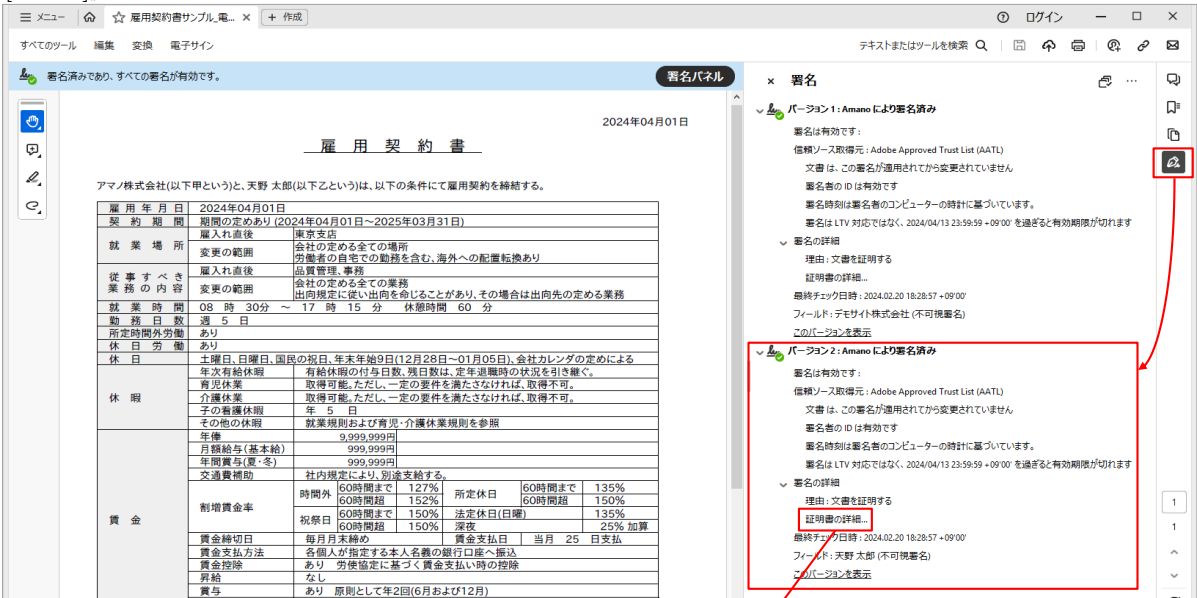 メニュー
雇用契約書サンプル_電...
× + 作成
ログイン
すべてのツール 編集 変換 電子サイン
テキストまたはツールを検索
署名済みであり、すべての署名が有効です。
署名パネル
2024年04月01日
雇 用 契 約 書
アマノ株式会社(以下甲という)と、天野 太郎(以下乙という)は、以下の条件にて雇用契約を締結する。
雇用年月日 2024年04月01日
契約期間 期間の定めあり (2024年04月01日～2025年03月31日)
就業場所 雇入れ直後 東京支店
変更の範囲 会社の定める全ての場所
労働者の自宅での勤務を含む、海外への配置転換あり
従事すべき業務の内容 雇入れ直後 品質管理、事務
変更の範囲 会社の定める全ての業務
出向規定に従い出向を命じることがあり、その場合は出向先の定める業務
就業時間 08 時 30分 ～ 17 時 15 分 休憩時間 60 分
勤務日数 週 5 日
所定時間外労働 あり
休日労働 あり
休日 土曜日、日曜日、国民の祝日、年末年始9日(12月28日～01月05日)、会社カレンダの定めによる
休暇 年次有給休暇 有給休暇の付与日数、残日数は、定年退職時の状況を引き継ぐ。
育児休業 取得可能。ただし、一定の要件を満たさなければ、取得不可。
介護休業 取得可能。ただし、一定の要件を満たさなければ、取得不可。
子の看護休暇 年 5 日
その他の休暇 就業規則および育児・介護休業規則を参照
賃金 年俸 9,999,999円
月額給与(基本給) 999,999円
年間賞与(夏・冬) 999,999円
交通費補助 社内規定により、別途支給する。
割増賃金率 時間外 60時間まで 127% 所定休日 60時間まで 135%
60時間超 152% 60時間超 150%
祝祭日 60時間まで 150% 法定休日(日曜) 135%
60時間超 150% 深夜 25% 加算
賃金締切日 毎月月末締め 賃金支払日 当月 25 日支払
賃金支払方法 各個人が指定する本人名義の銀行口座へ振込
賃金控除 あり 労使協定に基づく賃金支払い時の控除
昇給 なし
賞与 あり 原則として年2回(6月および12月)
× 署名
バージョン 1 : Amano により署名済み
署名は有効です :
信頼ソース取得元 : Adobe Approved Trust List (AATL)
文書 は、この署名が適用されてから変更されていません
署名者の ID は有効です
署名時刻は署名者のコンピューターの時計に基づいています。
署名は LTV 対応ではなく、2024/04/13 23:59:59 +09'00' を過ぎると有効期限が切れます
署名の詳細
理由 : 文書を証明する
証明書の詳細...
最終チェック日時 : 2024.02.20 18:28:57 +09'00'
フィールド : デモサイト株式会社 (不可視署名)
このバージョンを表示
バージョン 2 : Amano により署名済み
署名は有効です :
信頼ソース取得元 : Adobe Approved Trust List (AATL)
文書 は、この署名が適用されてから変更されていません
署名者の ID は有効です
署名時刻は署名者のコンピューターの時計に基づいています。
署名は LTV 対応ではなく、2024/04/13 23:59:59 +09'00' を過ぎると有効期限が切れます
署名の詳細
理由 : 文書を証明する
証明書の詳細...
最終チェック日時 : 2024.02.20 18:28:57 +09'00'
フィールド : 天野 太郎 (不可視署名)
このバージョンを表示
1
1